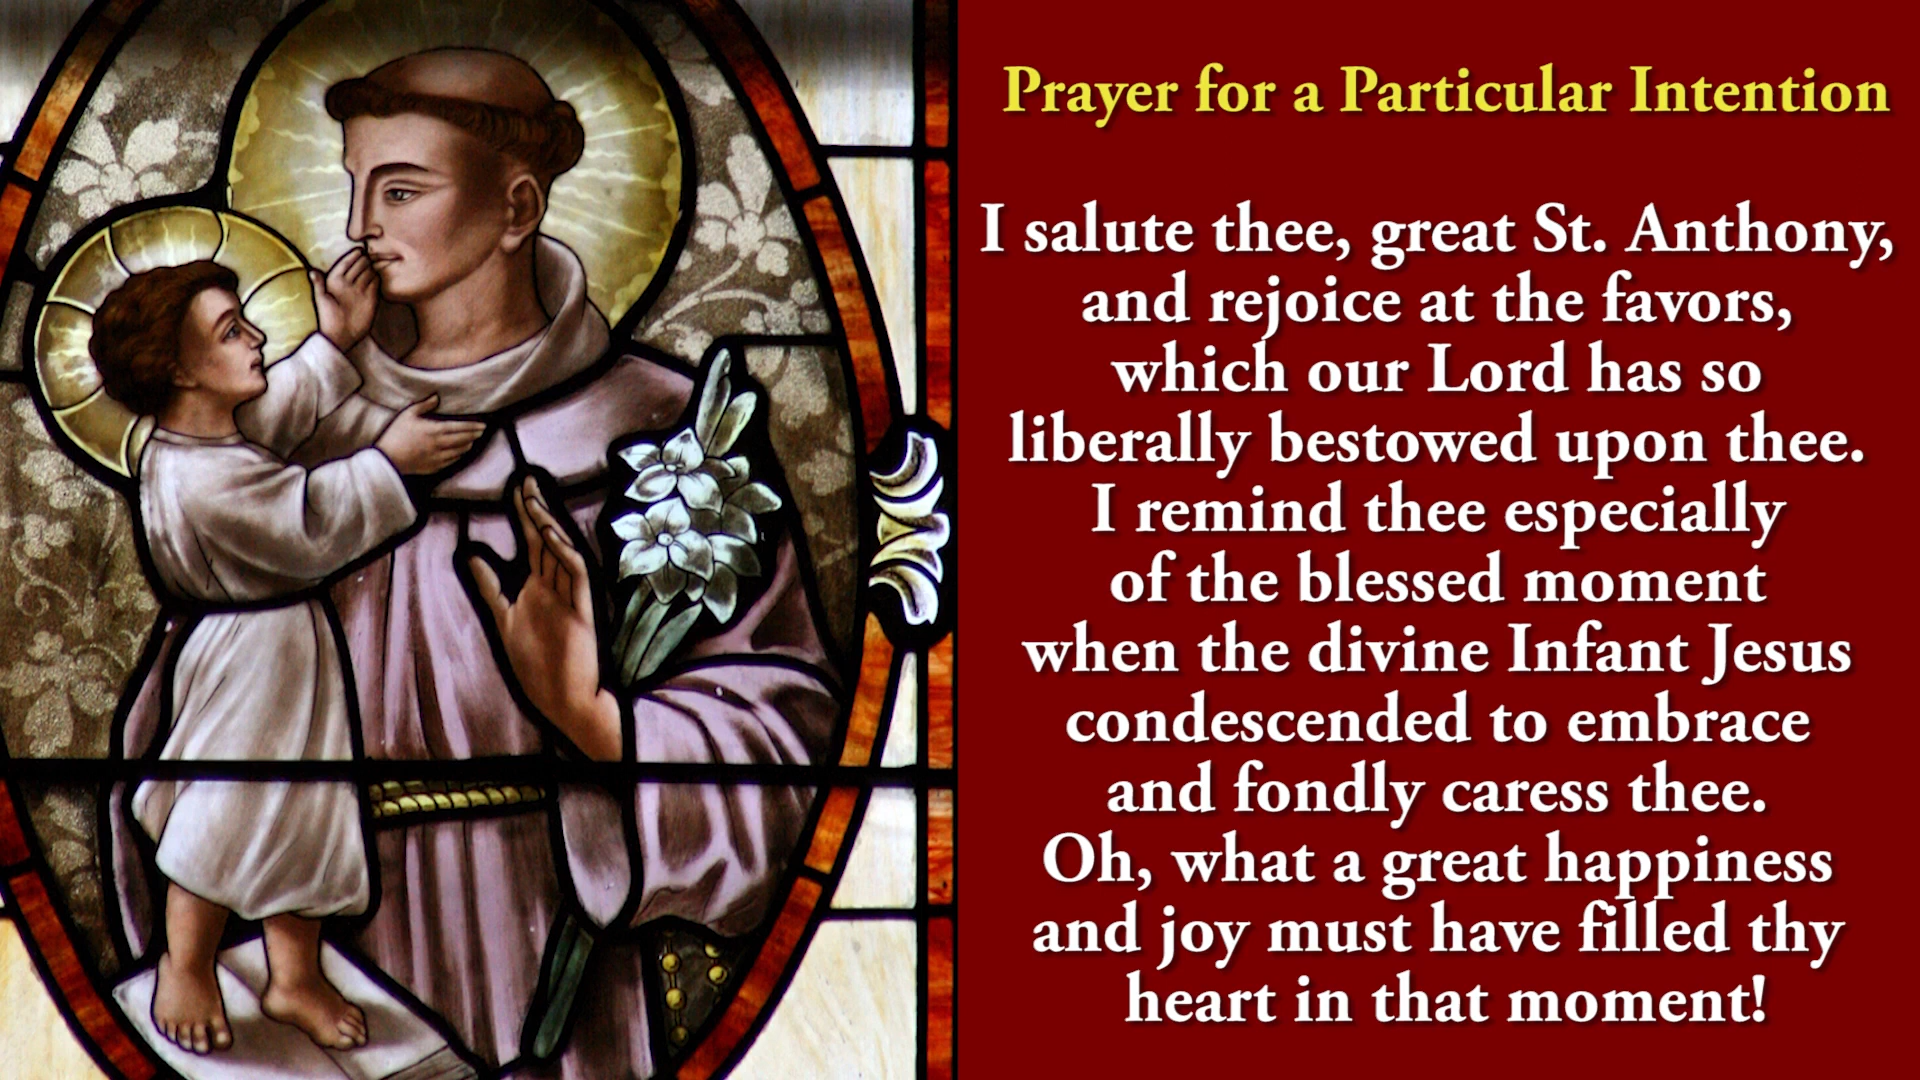 Prayer for a Particular Intention
I salute thee, great St. Anthony,
and rejoice at the favors,
which our Lord has so
liberally bestowed upon thee.
I remind thee especially
of the blessed moment
when the divine Infant Jesus
condescended to embrace
and fondly caress thee.
Oh, what a great happiness
and joy must have filled thy
heart in that moment!